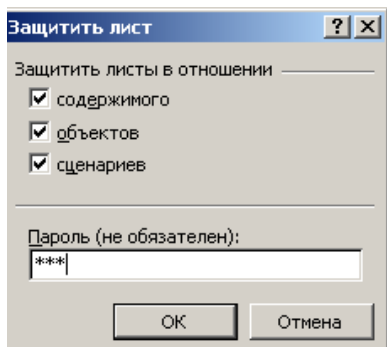 Защитить лист
Защитить листы в отношении
содержимого
объектов
сценариев
Пароль (не обязателен):
***
OK
Отмена